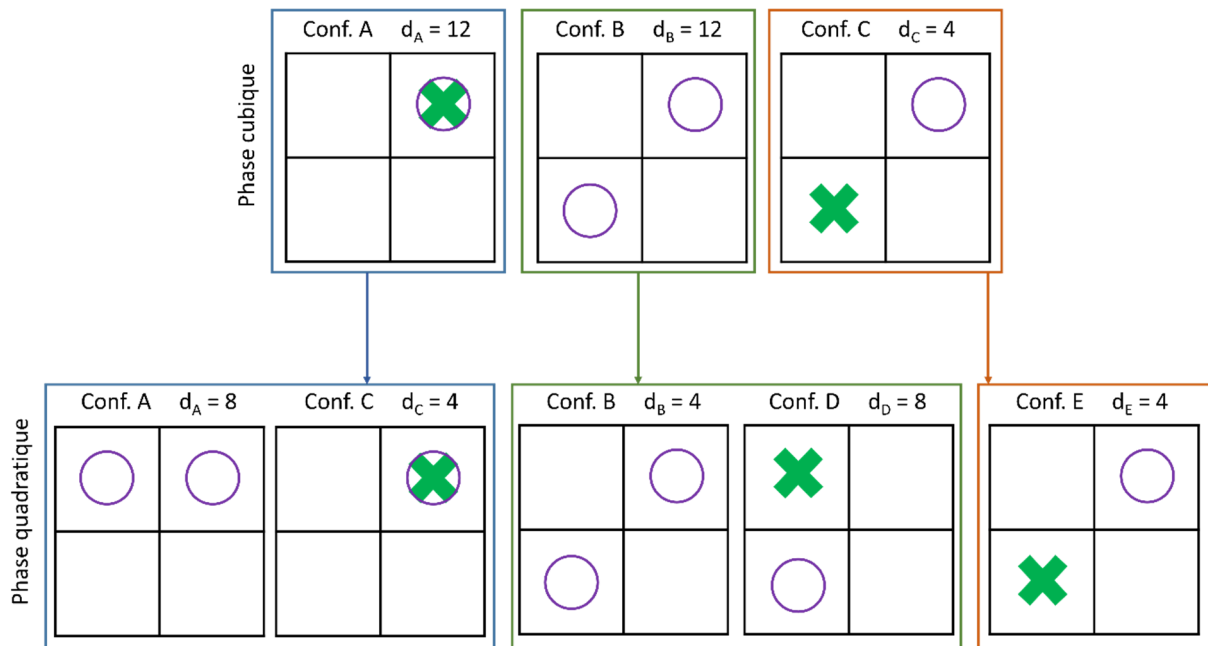 Phase cubique
Conf. A d_A = 12
Conf. B d_B = 12
Conf. C d_C = 4
Phase quadratique
Conf. A d_A = 8
Conf. C d_C = 4
Conf. B d_B = 4
Conf. D d_D = 8
Conf. E d_E = 4